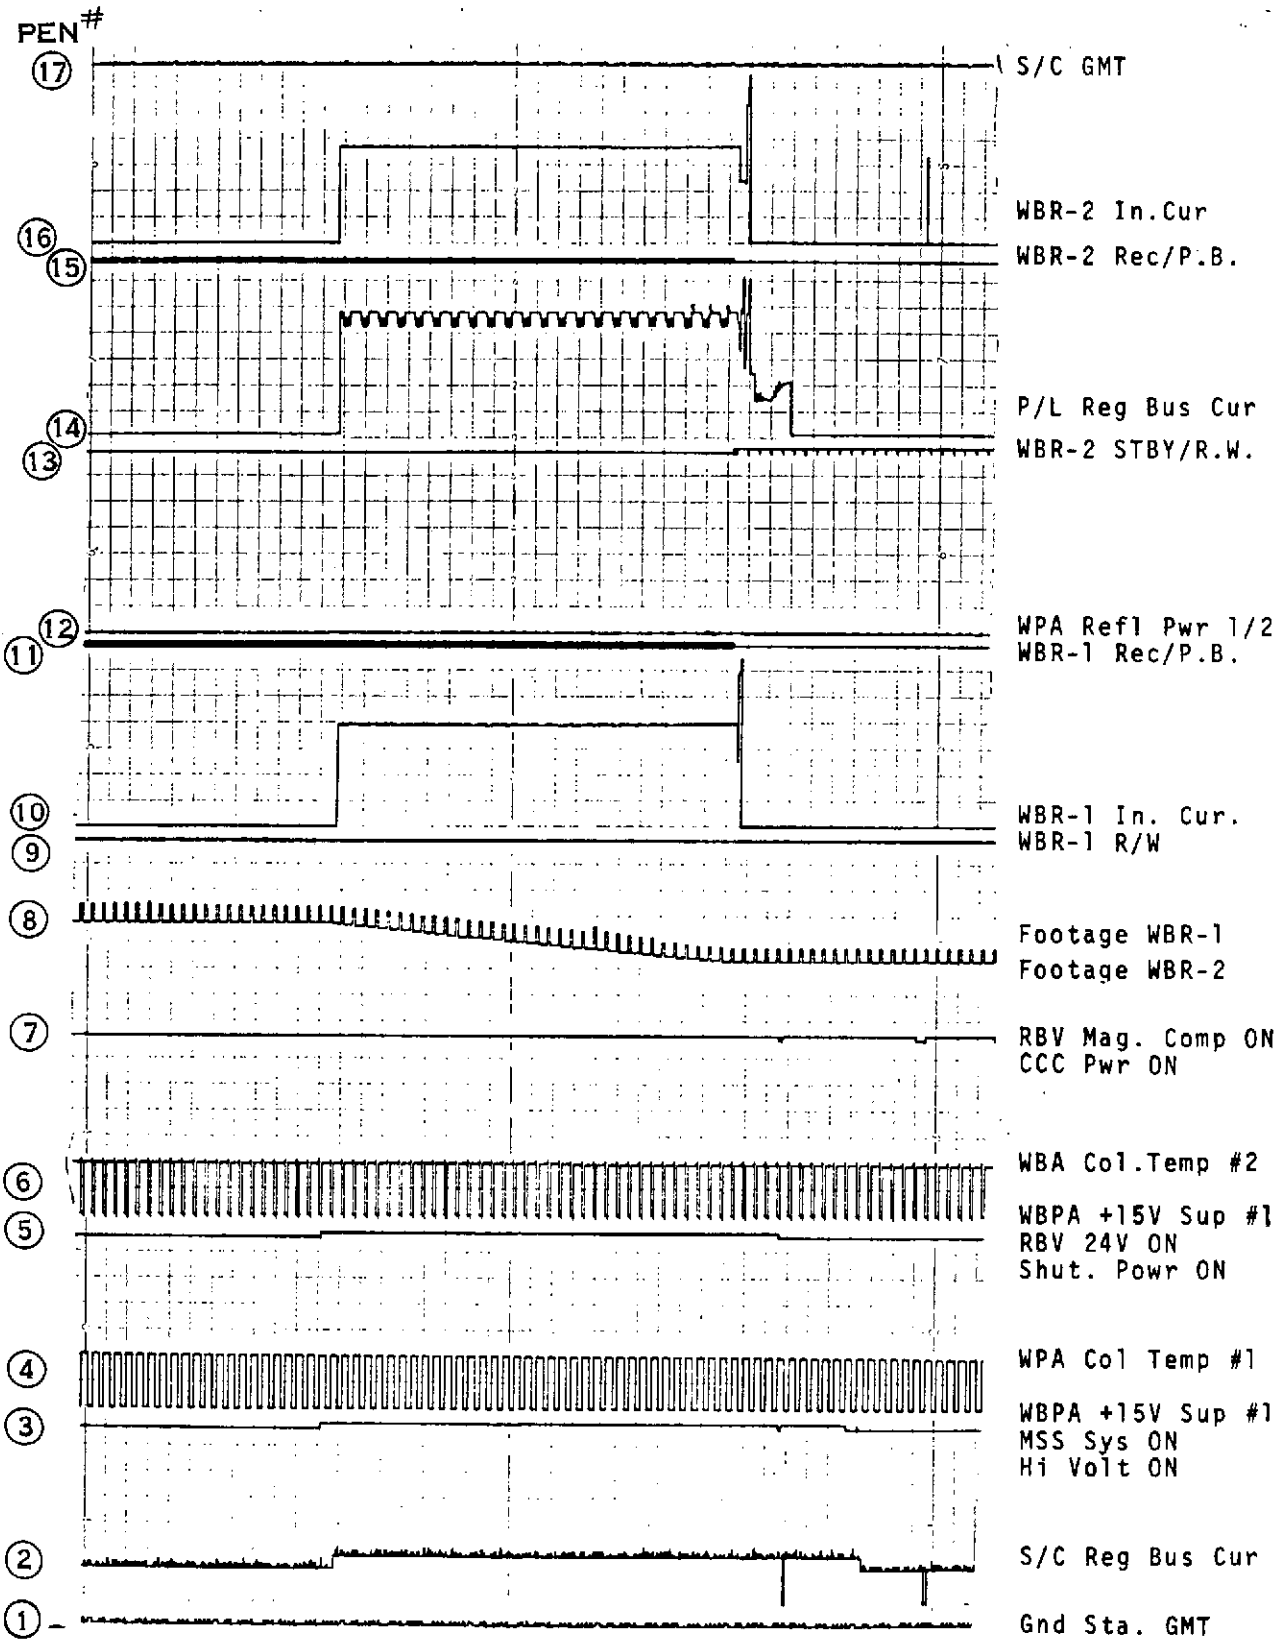 PEN#
17 S/C GMT
16 WBR-2 In.Cur
15 WBR-2 Rec/P.B.
14 P/L Reg Bus Cur
13 WBR-2 STBY/R.W.
12 WPA Refl Pwr 1/2
11 WBR-1 Rec/P.B.
10 WBR-1 In. Cur.
9 WBR-1 R/W
8 Footage WBR-1
Footage WBR-2
7 RBV Mag. Comp ON
CCC Pwr ON
6 WBA Col.Temp #2
5 WBPA +15V Sup #1
RBV 24V ON
Shut. Powr ON
4 WPA Col Temp #1
3 WBPA +15V Sup #1
MSS Sys ON
Hi Volt ON
2 S/C Reg Bus Cur
1 Gnd Sta. GMT